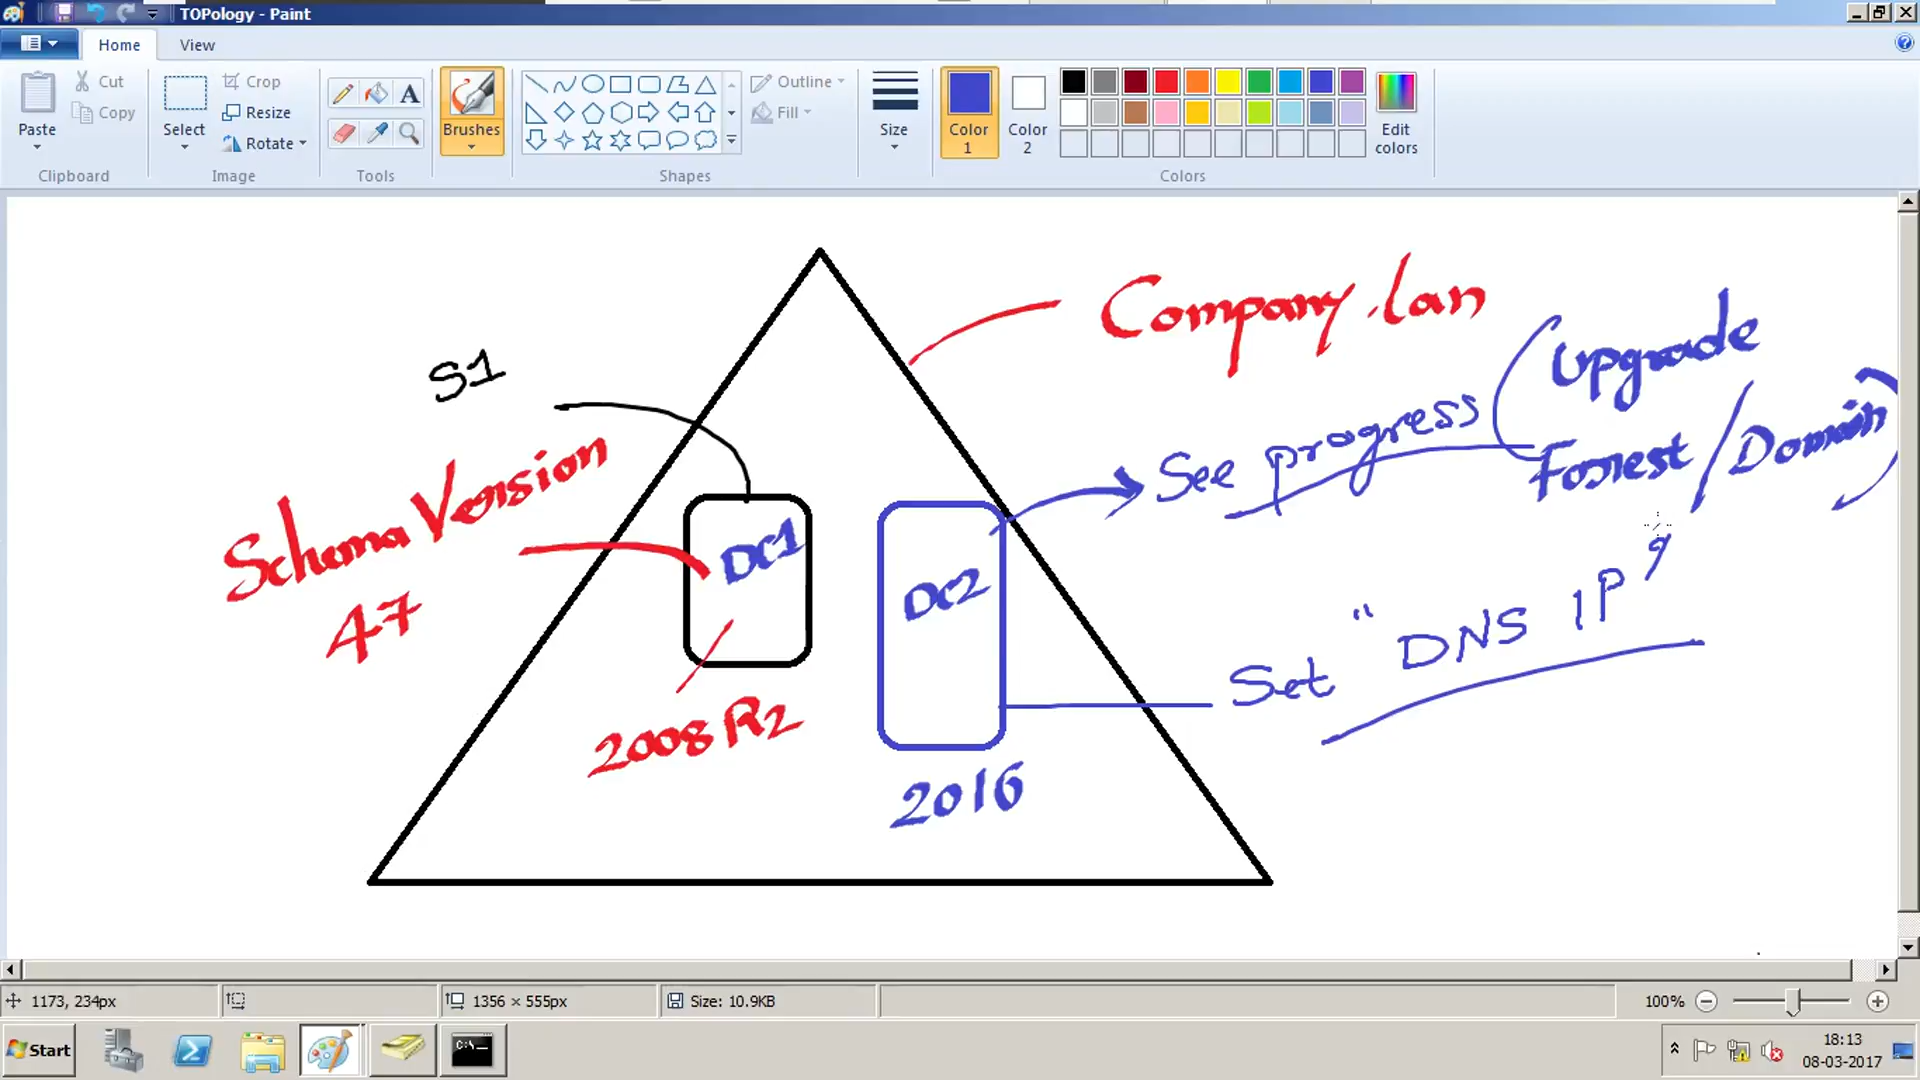 TOPology - Paint
Home View
Paste
Cut
Copy
Clipboard
Select
Crop
Resize
Rotate
Image
Tools
Brushes
Shapes
Outline
Fill
Size
Color 1
Color 2
Edit colors
Colors
Company.lan
S1
Schema Version
47
DC1
2008 R2
DC2
2016
See progress
(Upgrade
Forrest / Domain)
Set "DNS IP"
1173, 234px
1356 × 555px
Size: 10.9KB
100%
Start
C:\
18:13
08-03-2017